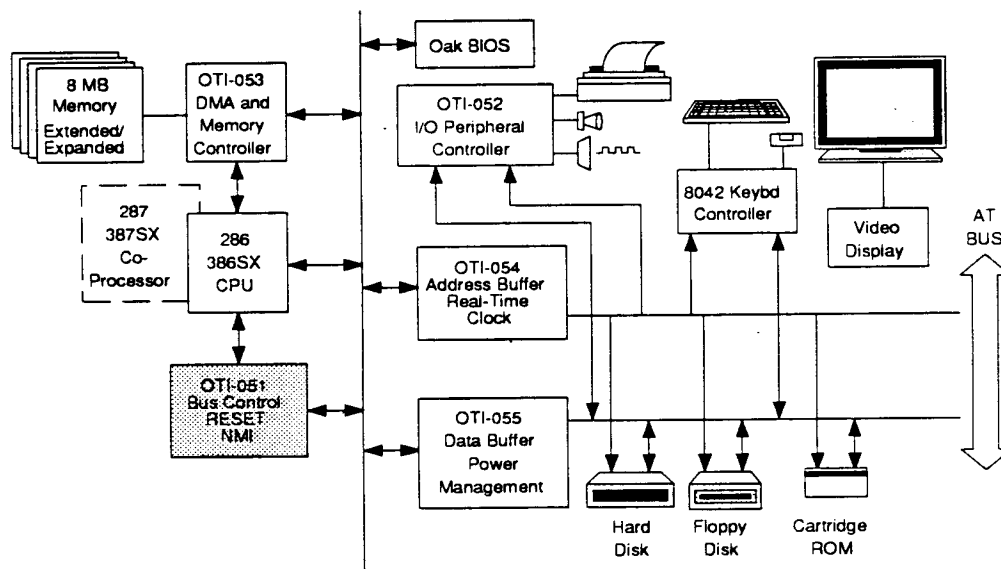 Oak BIOS
8 MB
Memory
Extended/
Expanded
OTI-053
DMA and
Memory
Controller
OTI-052
I/O Peripheral
Controller
8042 Keybd
Controller
Video
Display
AT
BUS
287
387SX
Co-
Processor
286
386SX
CPU
OTI-054
Address Buffer
Real-Time
Clock
OTI-051
Bus Control
RESET
NMI
OTI-055
Data Buffer
Power
Management
Hard
Disk
Floppy
Disk
Cartridge
ROM